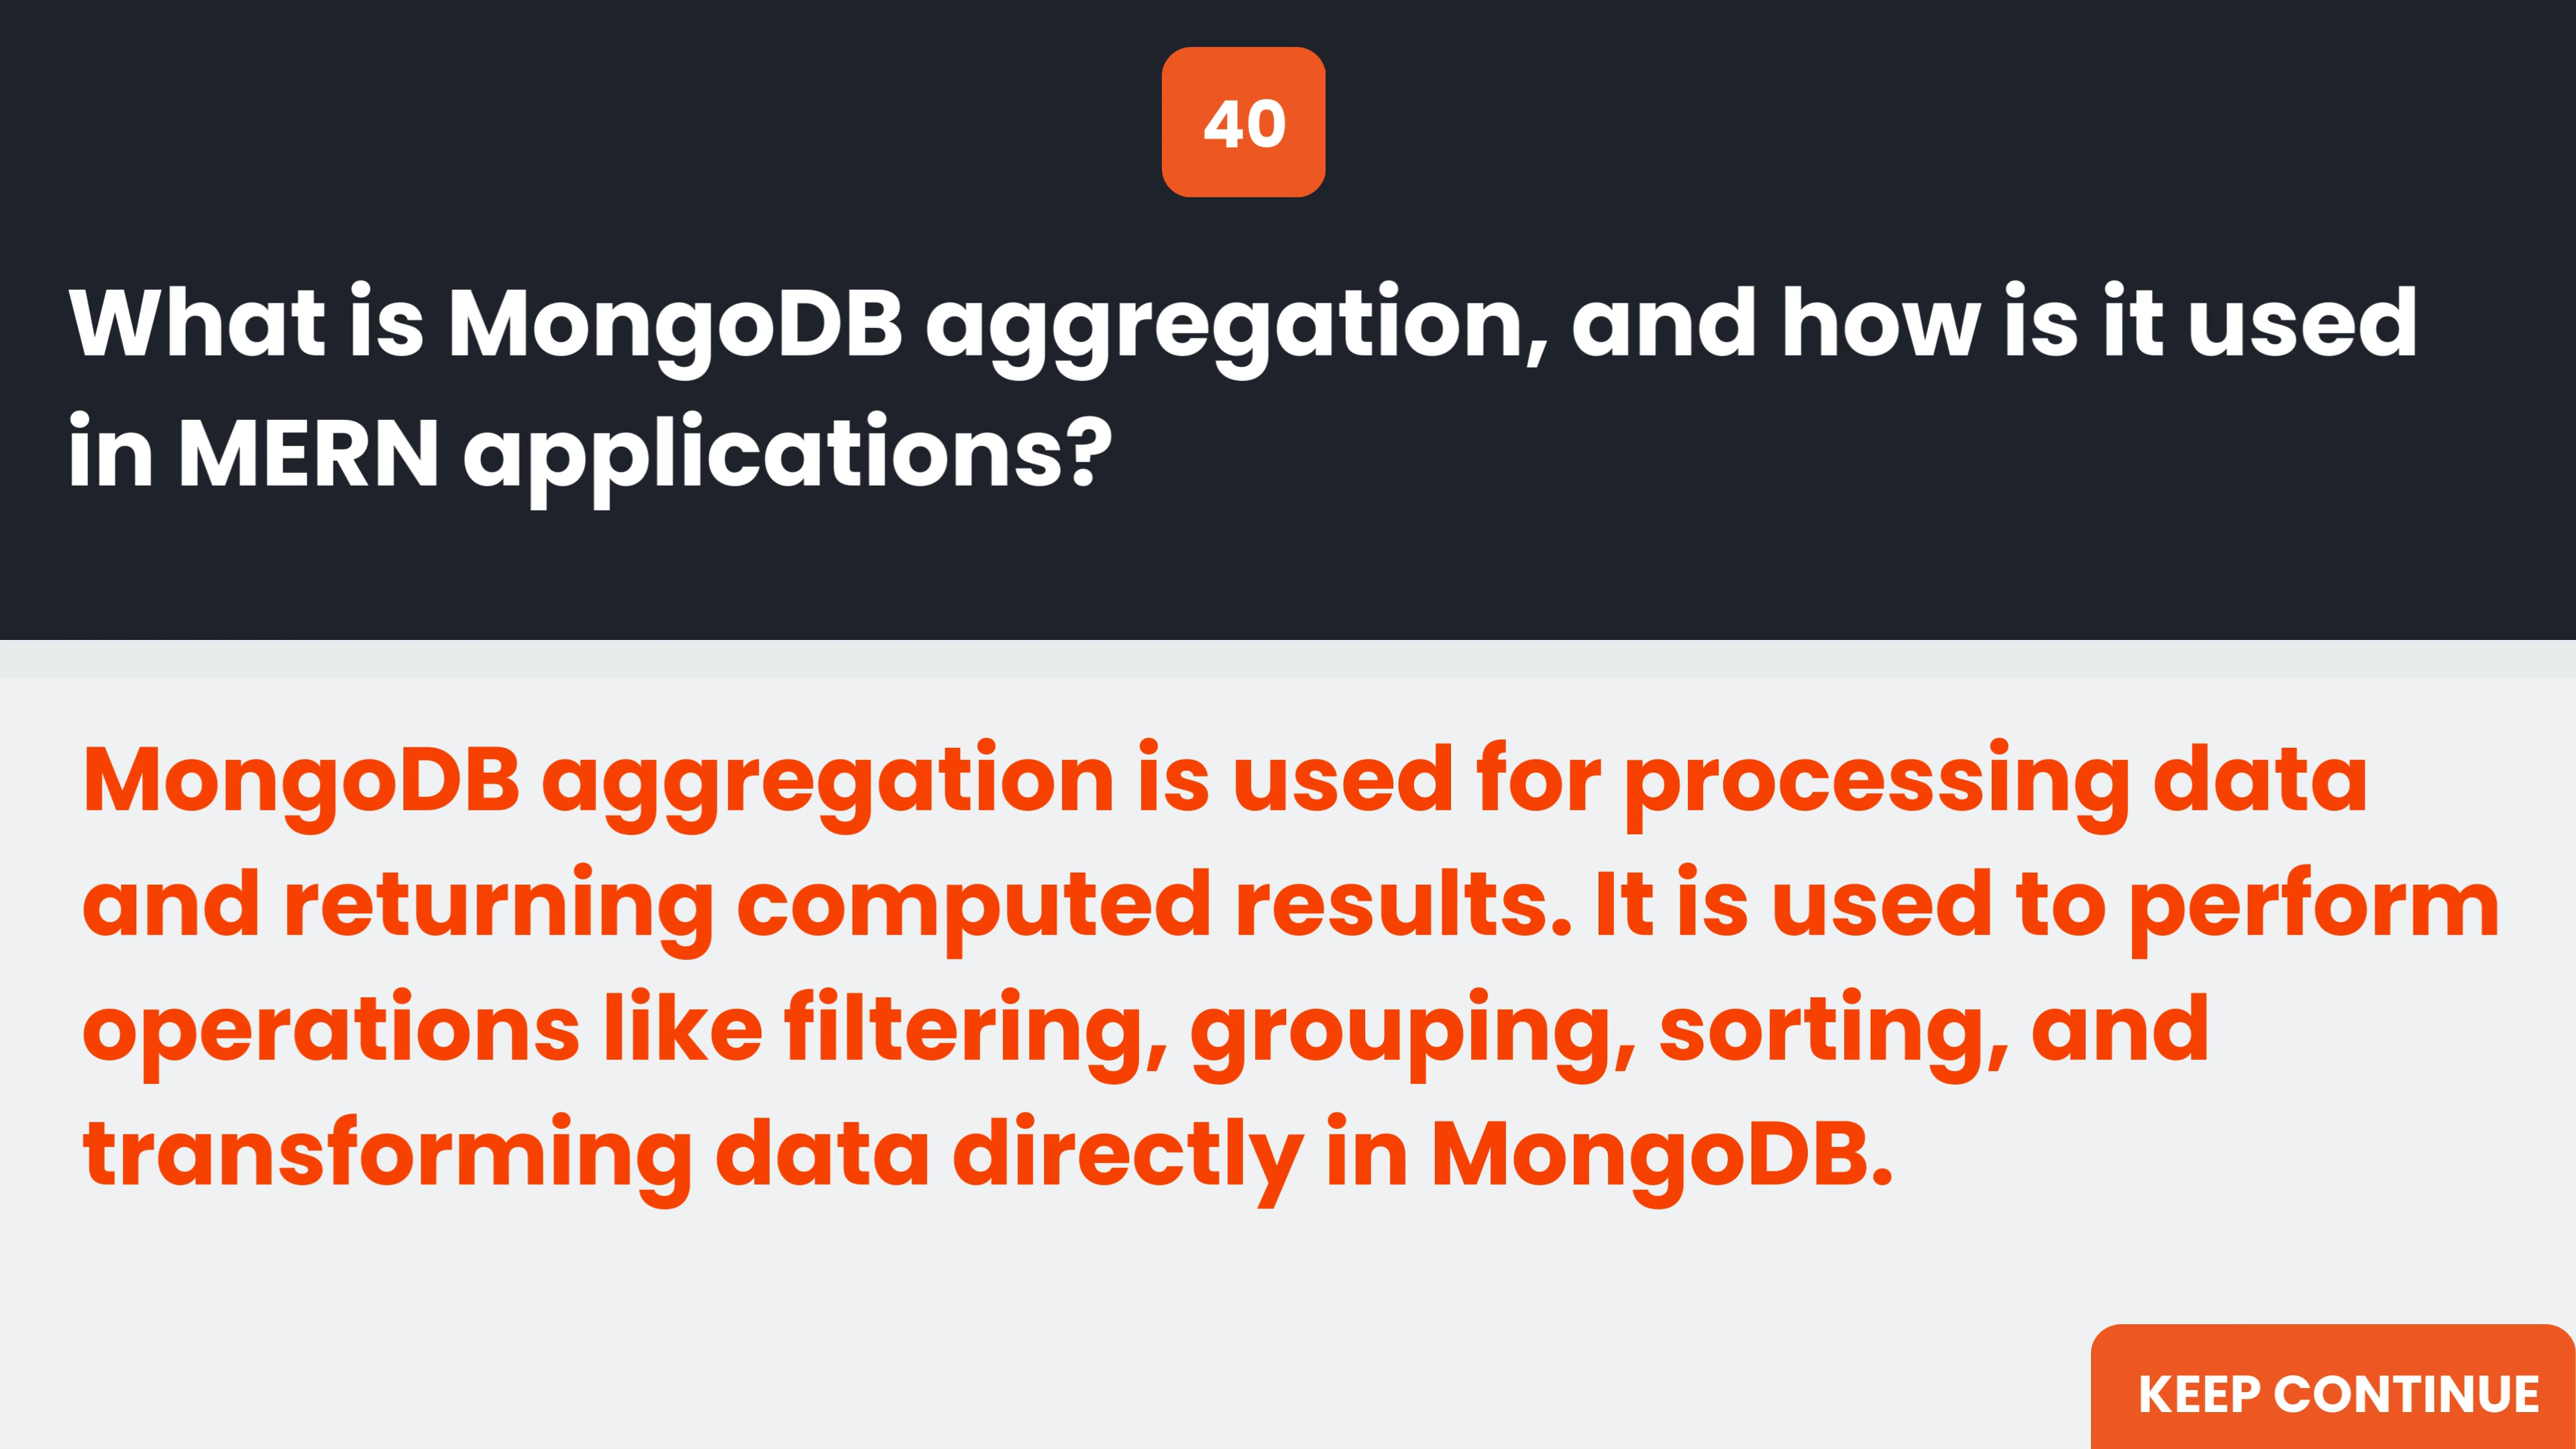 40
What is MongoDB aggregation, and how is it used
in MERN applications?
MongoDB aggregation is used for processing data
and returning computed results. It is used to perform
operations like filtering, grouping, sorting, and
transforming data directly in MongoDB.
KEEP CONTINUE